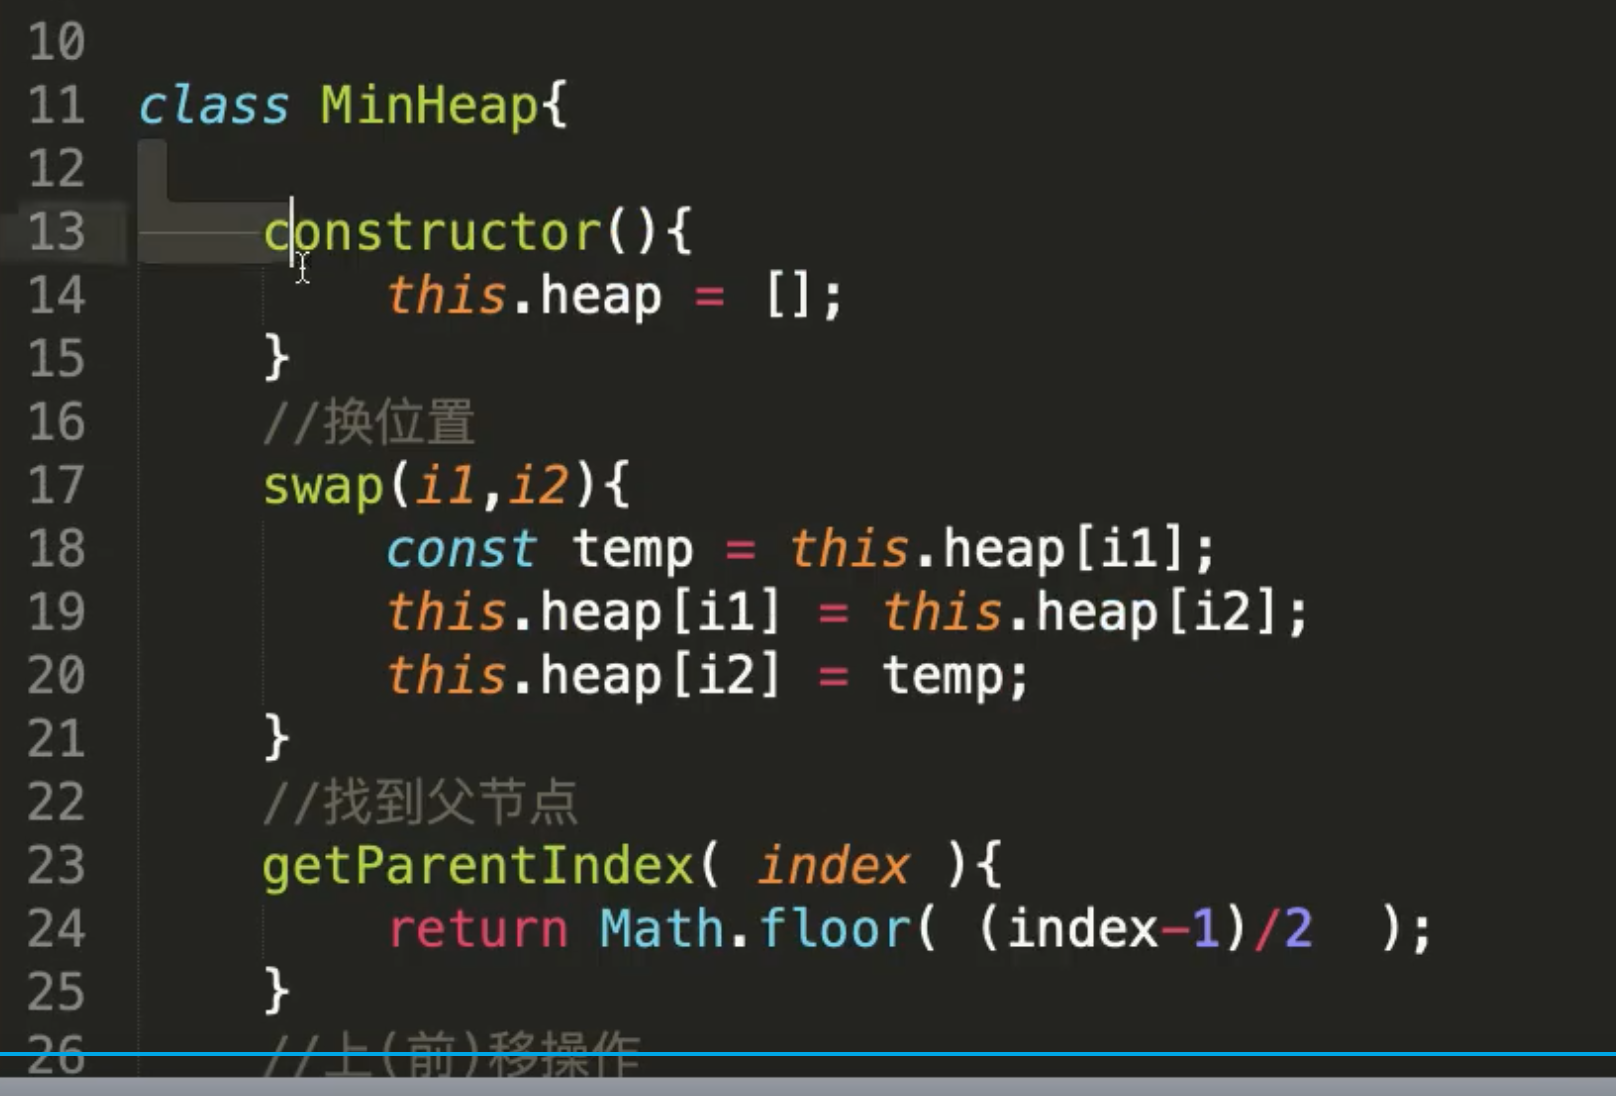 10
11 class MinHeap{
12
13 constructor(){
14 this.heap = [];
15 }
16 //换位置
17 swap(i1,i2){
18 const temp = this.heap[i1];
19 this.heap[i1] = this.heap[i2];
20 this.heap[i2] = temp;
21 }
22 //找到父节点
23 getParentIndex( index ){
24 return Math.floor( (index-1)/2  );
25 }
26 //上(前)移操作